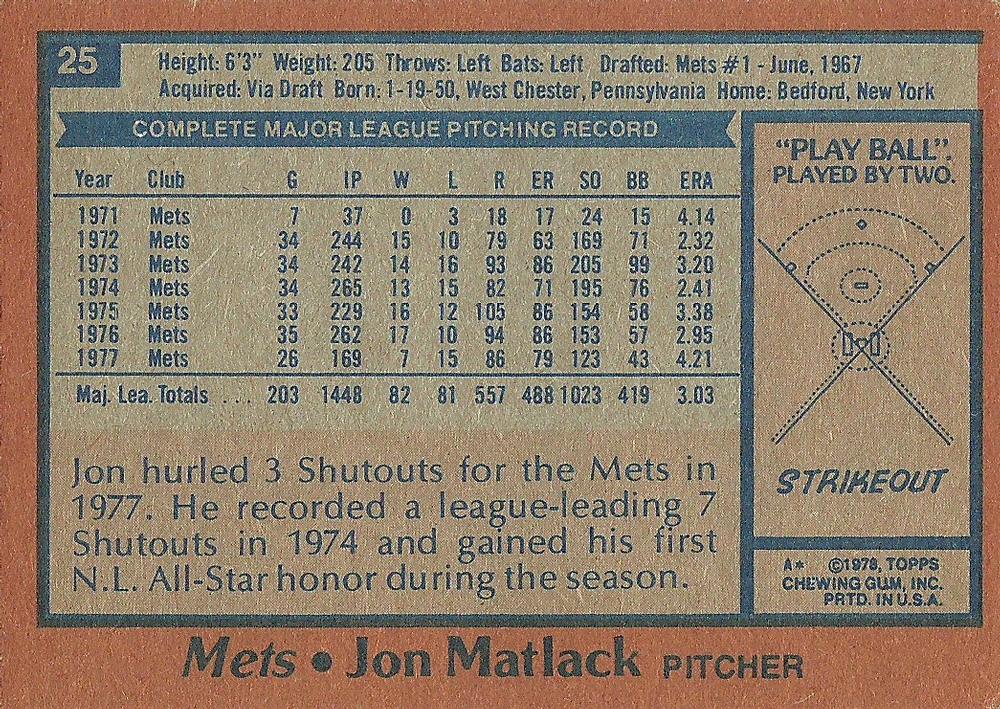 25
Height: 6'3" Weight: 205 Throws: Left Bats: Left Drafted: Mets #1 - June, 1967
Acquired: Via Draft Born: 1-19-50, West Chester, Pennsylvania Home: Bedford, New York
COMPLETE MAJOR LEAGUE PITCHING RECORD
Year Club G IP W L R ER SO BB ERA
1971 Mets 7 37 0 3 18 17 24 15 4.14
1972 Mets 34 244 15 10 79 63 169 71 2.32
1973 Mets 34 242 14 16 93 86 205 99 3.20
1974 Mets 34 265 13 15 82 71 195 76 2.41
1975 Mets 33 229 16 12 105 86 154 58 3.38
1976 Mets 35 262 17 10 94 86 153 57 2.95
1977 Mets 26 169 7 15 86 79 123 43 4.21
Maj. Lea. Totals . . . 203 1448 82 81 557 488 1023 419 3.03
Jon hurled 3 Shutouts for the Mets in
1977. He recorded a league-leading 7
Shutouts in 1974 and gained his first
N.L. All-Star honor during the season.
"PLAY BALL".
PLAYED BY TWO.
STRIKEOUT
A* ©1978, TOPPS
CHEWING GUM, INC.
PRTD. IN U.S.A.
Mets • Jon Matlack PITCHER